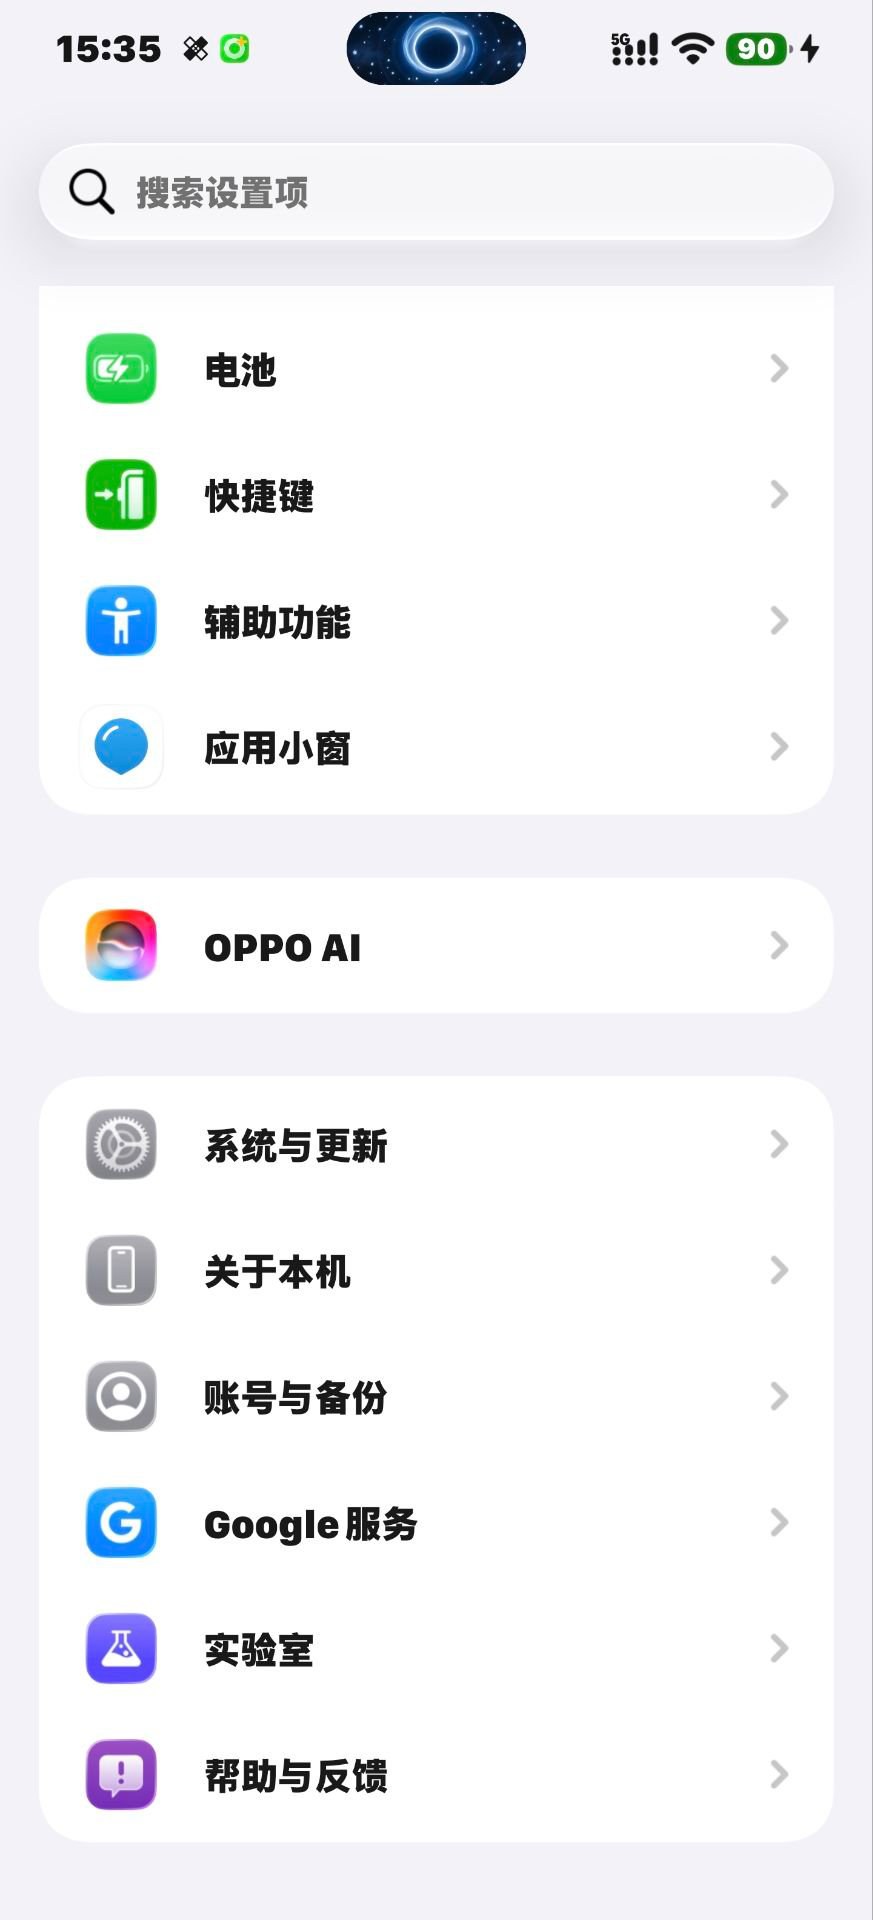 15:35
5G
90
搜索设置项
电池
快捷键
辅助功能
应用小窗
OPPO AI
系统与更新
关于本机
账号与备份
Google 服务
实验室
帮助与反馈